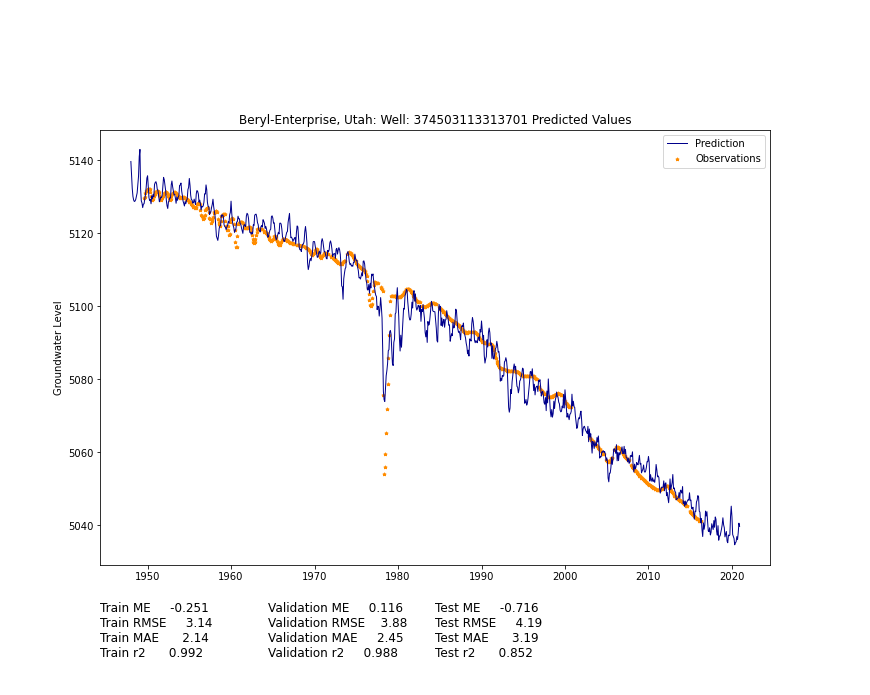 Beryl-Enterprise, Utah: Well: 374503113313701 Predicted Values
Prediction
Observations
Groundwater Level
5140
5120
5100
5080
5060
5040
1950 1960 1970 1980 1990 2000 2010 2020
Train ME -0.251 Validation ME 0.116 Test ME -0.716
Train RMSE 3.14 Validation RMSE 3.88 Test RMSE 4.19
Train MAE 2.14 Validation MAE 2.45 Test MAE 3.19
Train r2 0.992 Validation r2 0.988 Test r2 0.852